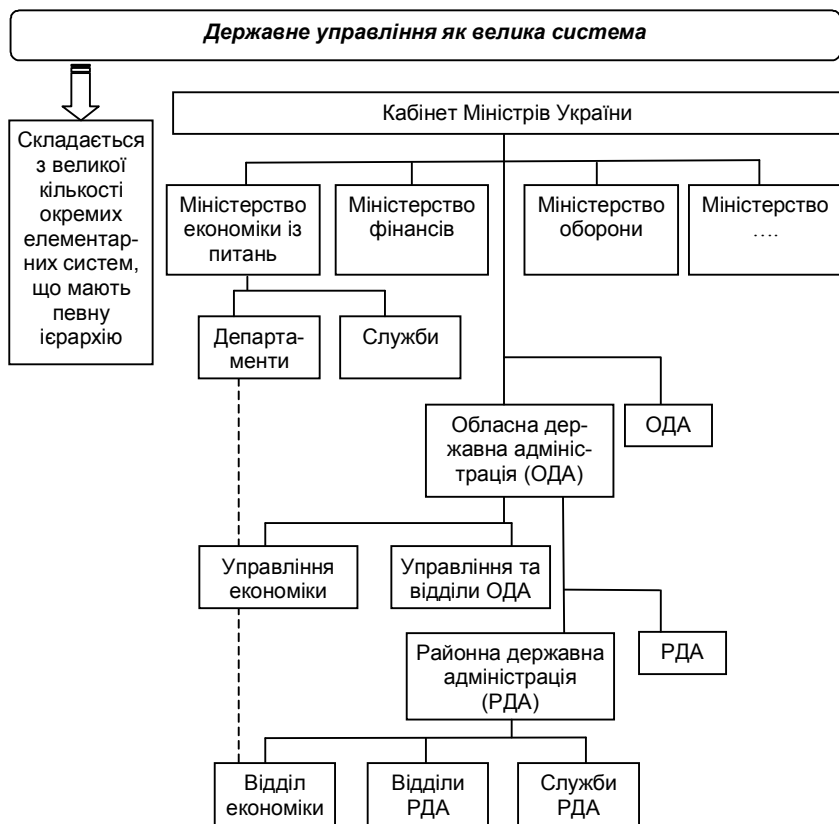 Державне управління як велика система
Кабінет Міністрів України
Складається
з великої
кількості
окремих
елементар-
них систем,
що мають
певну
ієрархію
Міністерство
економіки із
питань
Міністерство
фінансів
Міністерство
оборони
Міністерство
….
Департа-
менти
Служби
Обласна дер-
жавна адмініс-
трація (ОДА)
ОДА
Управління
економіки
Управління та
відділи ОДА
Районна державна
адміністрація
(РДА)
РДА
Відділ
економіки
Відділи
РДА
Служби
РДА